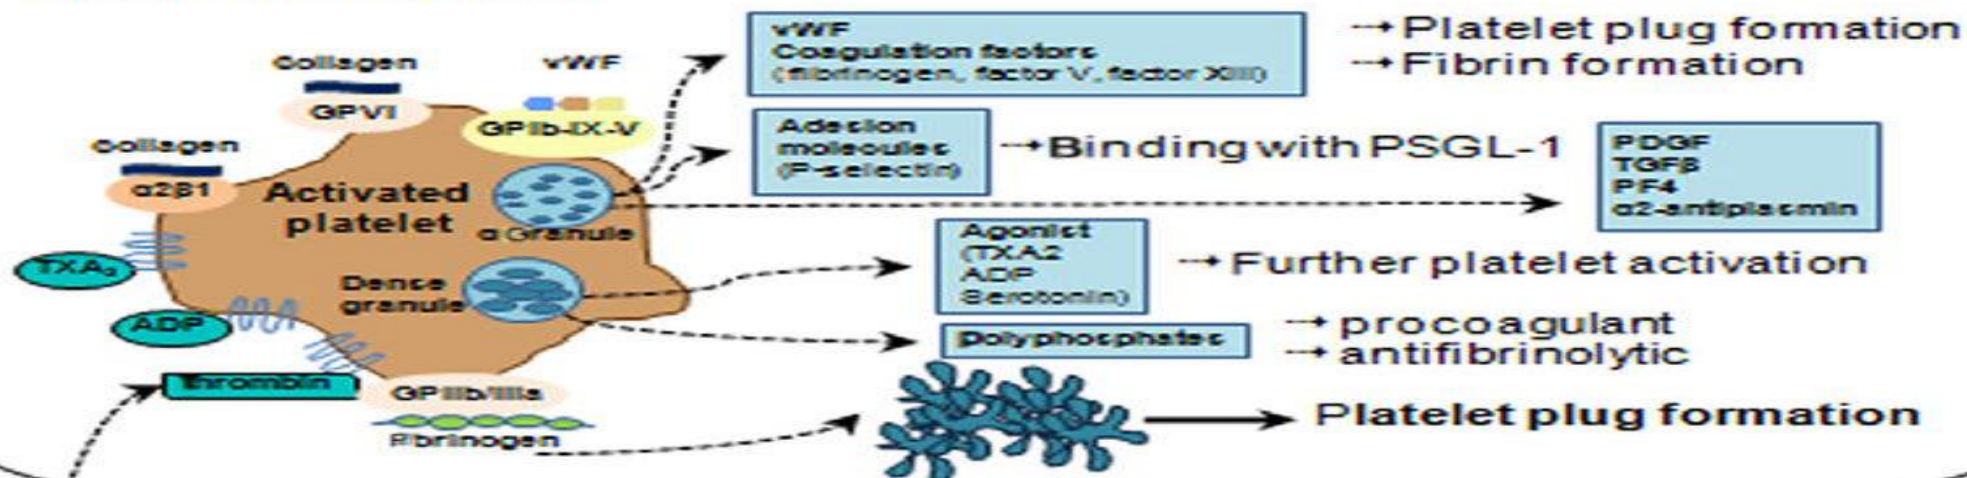 Collagen
GPVI
vWF
GPIb-IX-V
Collagen
α2β1
Activated
platelet
α Granule
Dense
granule
TXA₂
ADP
Thrombin
GPIIb/IIIa
Fibrinogen
vWF
Coagulation factors
(fibrinogen, factor V, factor XIII)
→Platelet plug formation
→Fibrin formation
Adesion
molecules
(P-selectin)
→Binding with PSGL-1
PDGF
TGFβ
PF4
α2-antiplasmin
Agonist
(TXA2
ADP
Serotonin)
→Further platelet activation
Polyphosphates
→procoagulant
→antifibrinolytic
Platelet plug formation